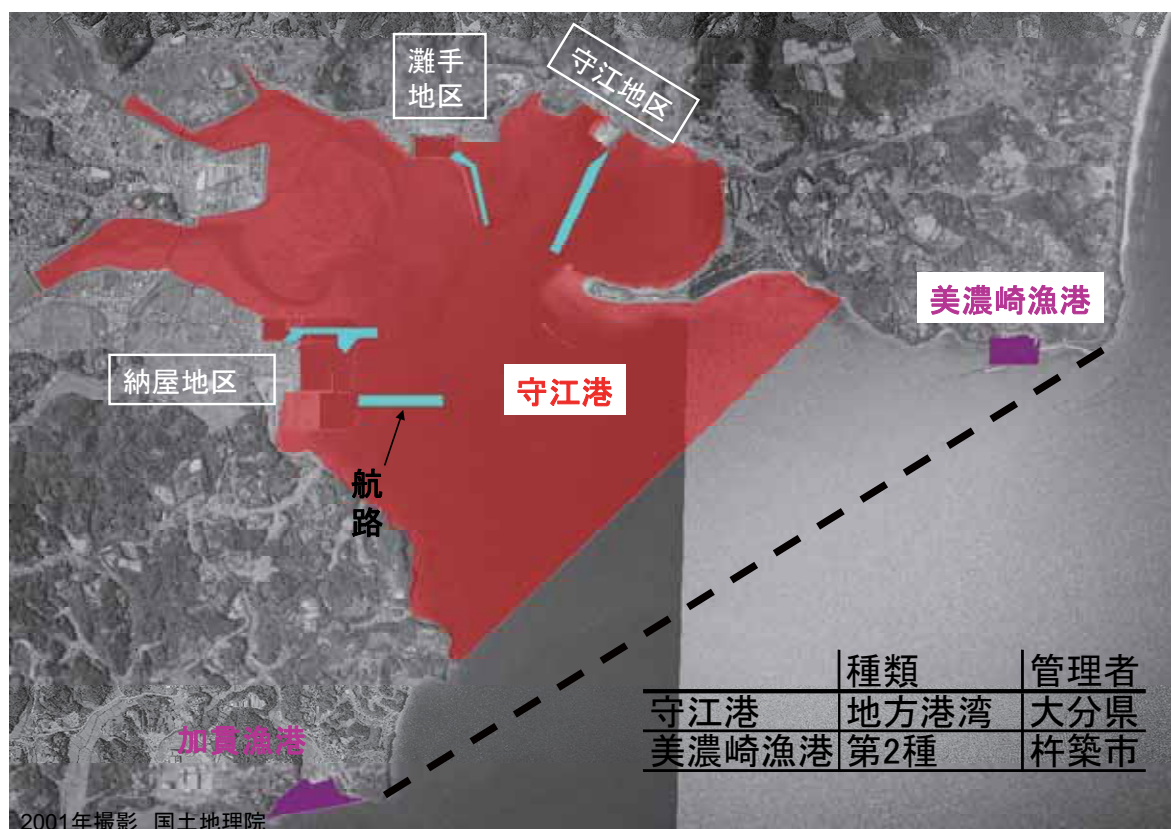 灘手
地区
守江地区
美濃崎漁港
納屋地区
守江港
航
路
種類 管理者
守江港 地方港湾 大分県
美濃崎漁港 第2種 杵築市
加貫漁港
2001年撮影 国土地理院